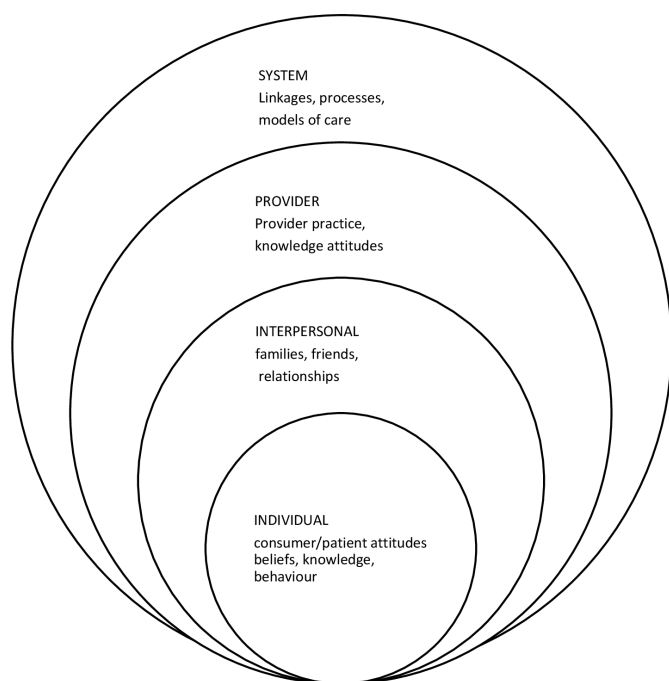 SYSTEM
Linkages, processes,
models of care
PROVIDER
Provider practice,
knowledge attitudes
INTERPERSONAL
families, friends,
relationships
INDIVIDUAL
consumer/patient attitudes
beliefs, knowledge,
behaviour